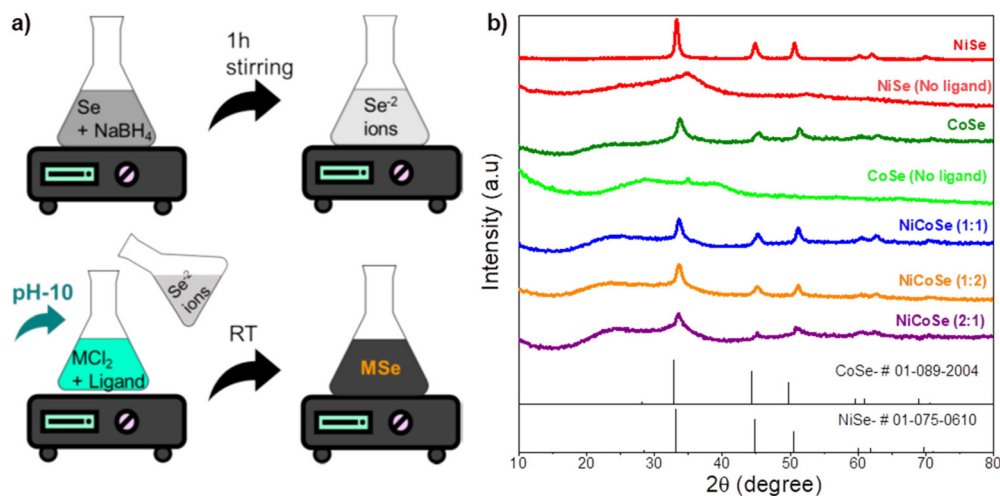 a)
Se
+ NaBH₄
1h
stirring
Se⁻²
ions
pH-10
Se⁻²
ions
MCl₂
+ Ligand
RT
MSe
b)
Intensity (a.u)
NiSe
NiSe (No ligand)
CoSe
CoSe (No ligand)
NiCoSe (1:1)
NiCoSe (1:2)
NiCoSe (2:1)
CoSe- # 01-089-2004
NiSe- # 01-075-0610
10 20 30 40 50 60 70 80
2θ (degree)